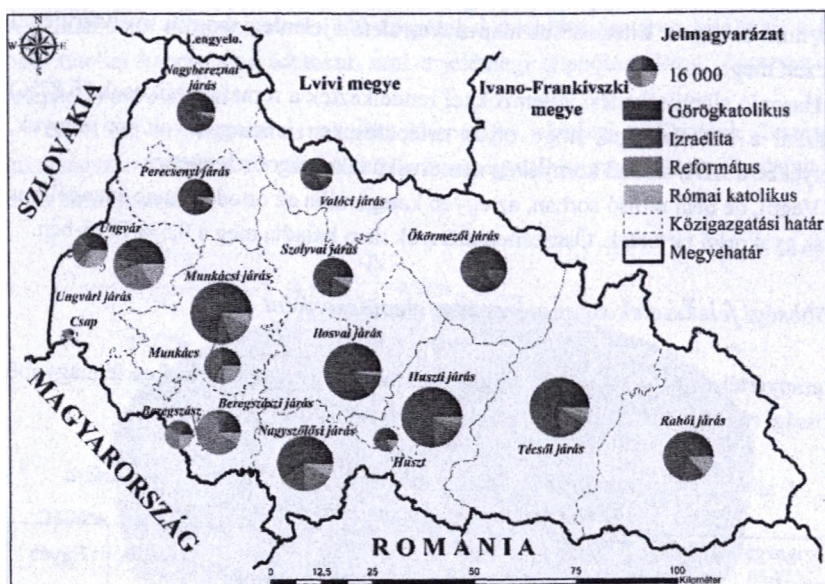 N
W
E
S
Lengyelo.
Lvivi megye
Ivano-Frankivszki
megye
SZLOVÁKIA
MAGYARORSZÁG
ROMANIA
Nagybereznai
járás
Perecsenyi járás
Volóci járás
Ungvár
Ungvári járás
Csap
Munkácsi járás
Munkács
Szolyvai járás
Ökörmezői járás
Hosvai járás
Huszti járás
Beregszász
Beregszászi járás
Nagyszőlősi járás
Huszt
Técsői járás
Rahói járás
Jelmagyarázat
16 000
Görögkatolikus
Izraelita
Református
Római katolikus
Közigazgatási határ
Megyehatár
0 12,5 25 50 75 100
Kilométer